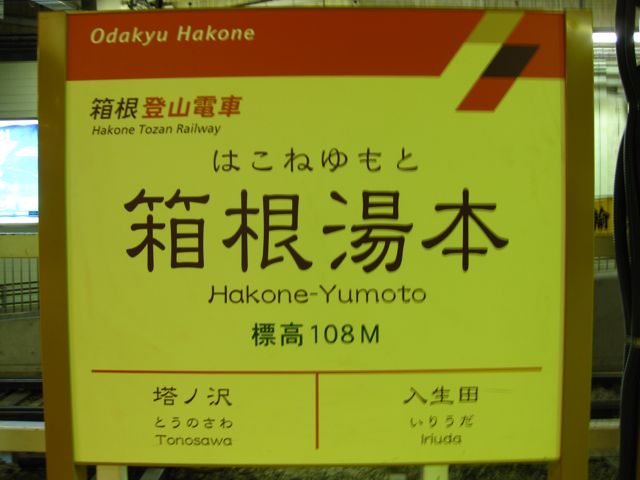 Odakyu Hakone
箱根登山電車
Hakone Tozan Railway
はこねゆもと
箱根湯本
Hakone-Yumoto
標高108M
塔ノ沢
とうのさわ
Tonosawa
入生田
いりうだ
Iriuda